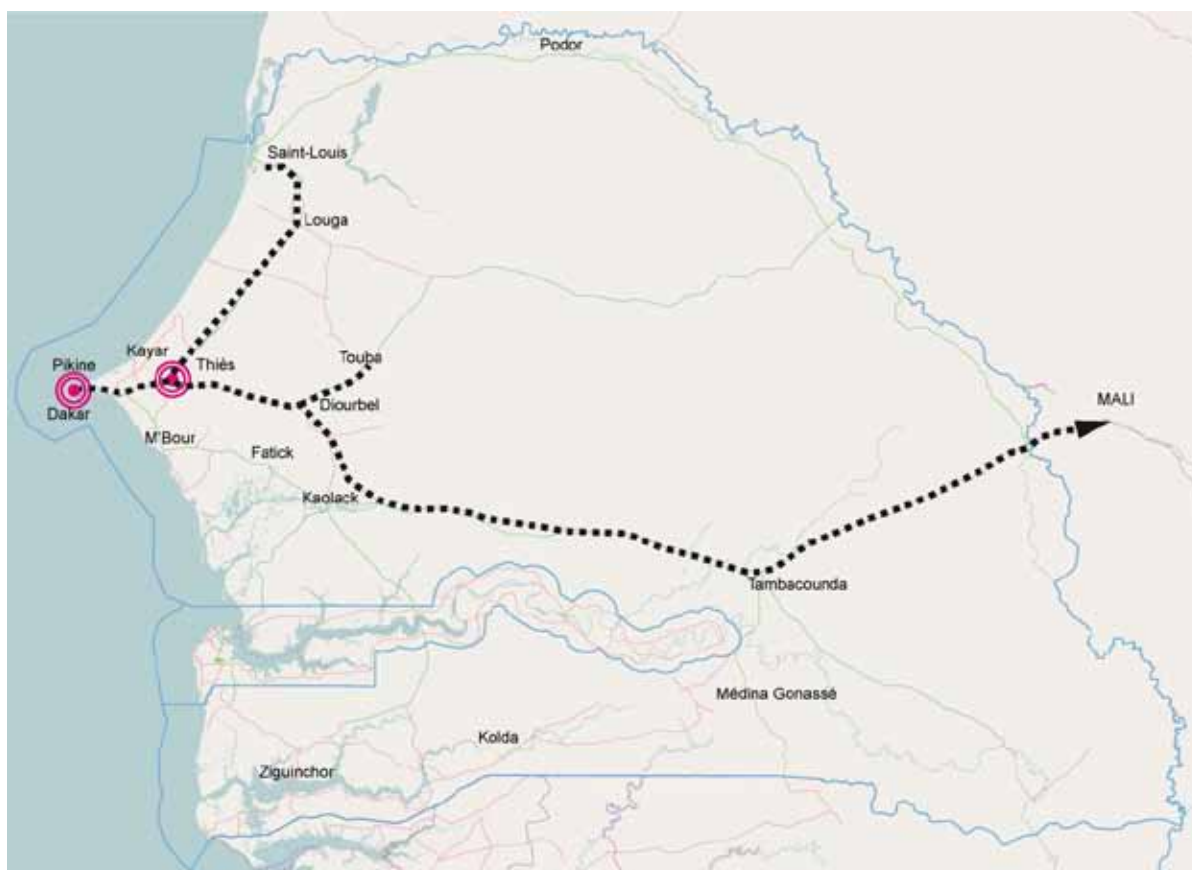 Podor
Saint-Louis
Louga
Kayar
Thiès
Pikine
Touba
Dakar
Diourbel
MALI
M'Bour
Fatick
Kaolack
Tambacounda
Médina Gonassé
Kolda
Ziguinchor